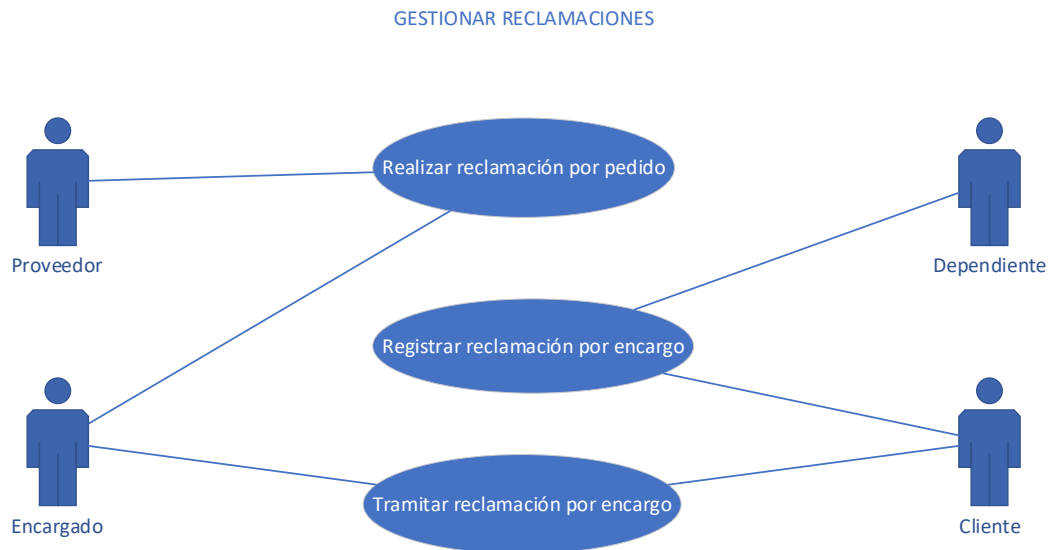 GESTIONAR RECLAMACIONES
Realizar reclamación por pedido
Proveedor
Dependiente
Registrar reclamación por encargo
Tramitar reclamación por encargo
Encargado
Cliente